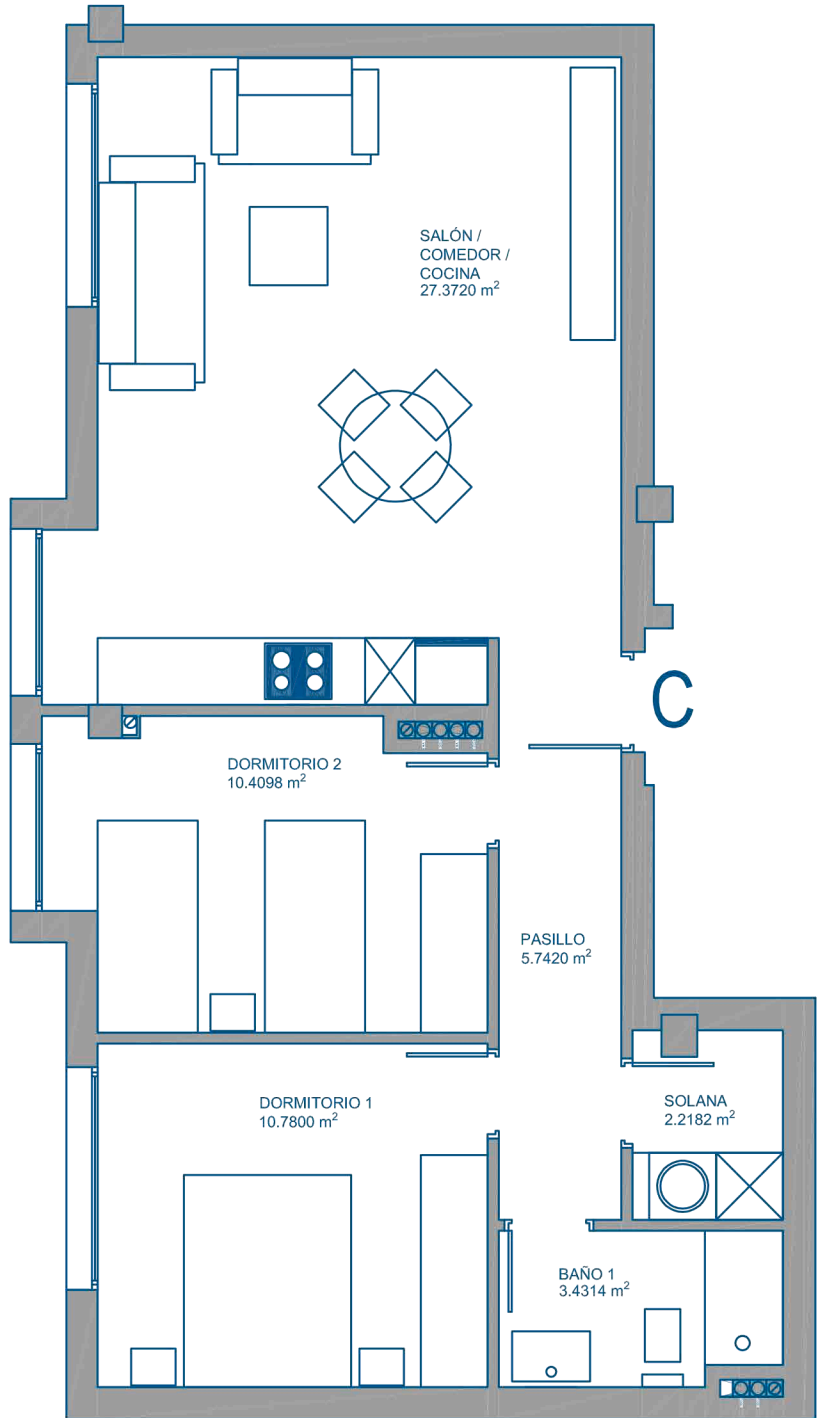 SALÓN /
COMEDOR /
COCINA
27.3720 m²
C
DORMITORIO 2
10.4098 m²
PASILLO
5.7420 m²
DORMITORIO 1
10.7800 m²
SOLANA
2.2182 m²
BAÑO 1
3.4314 m²